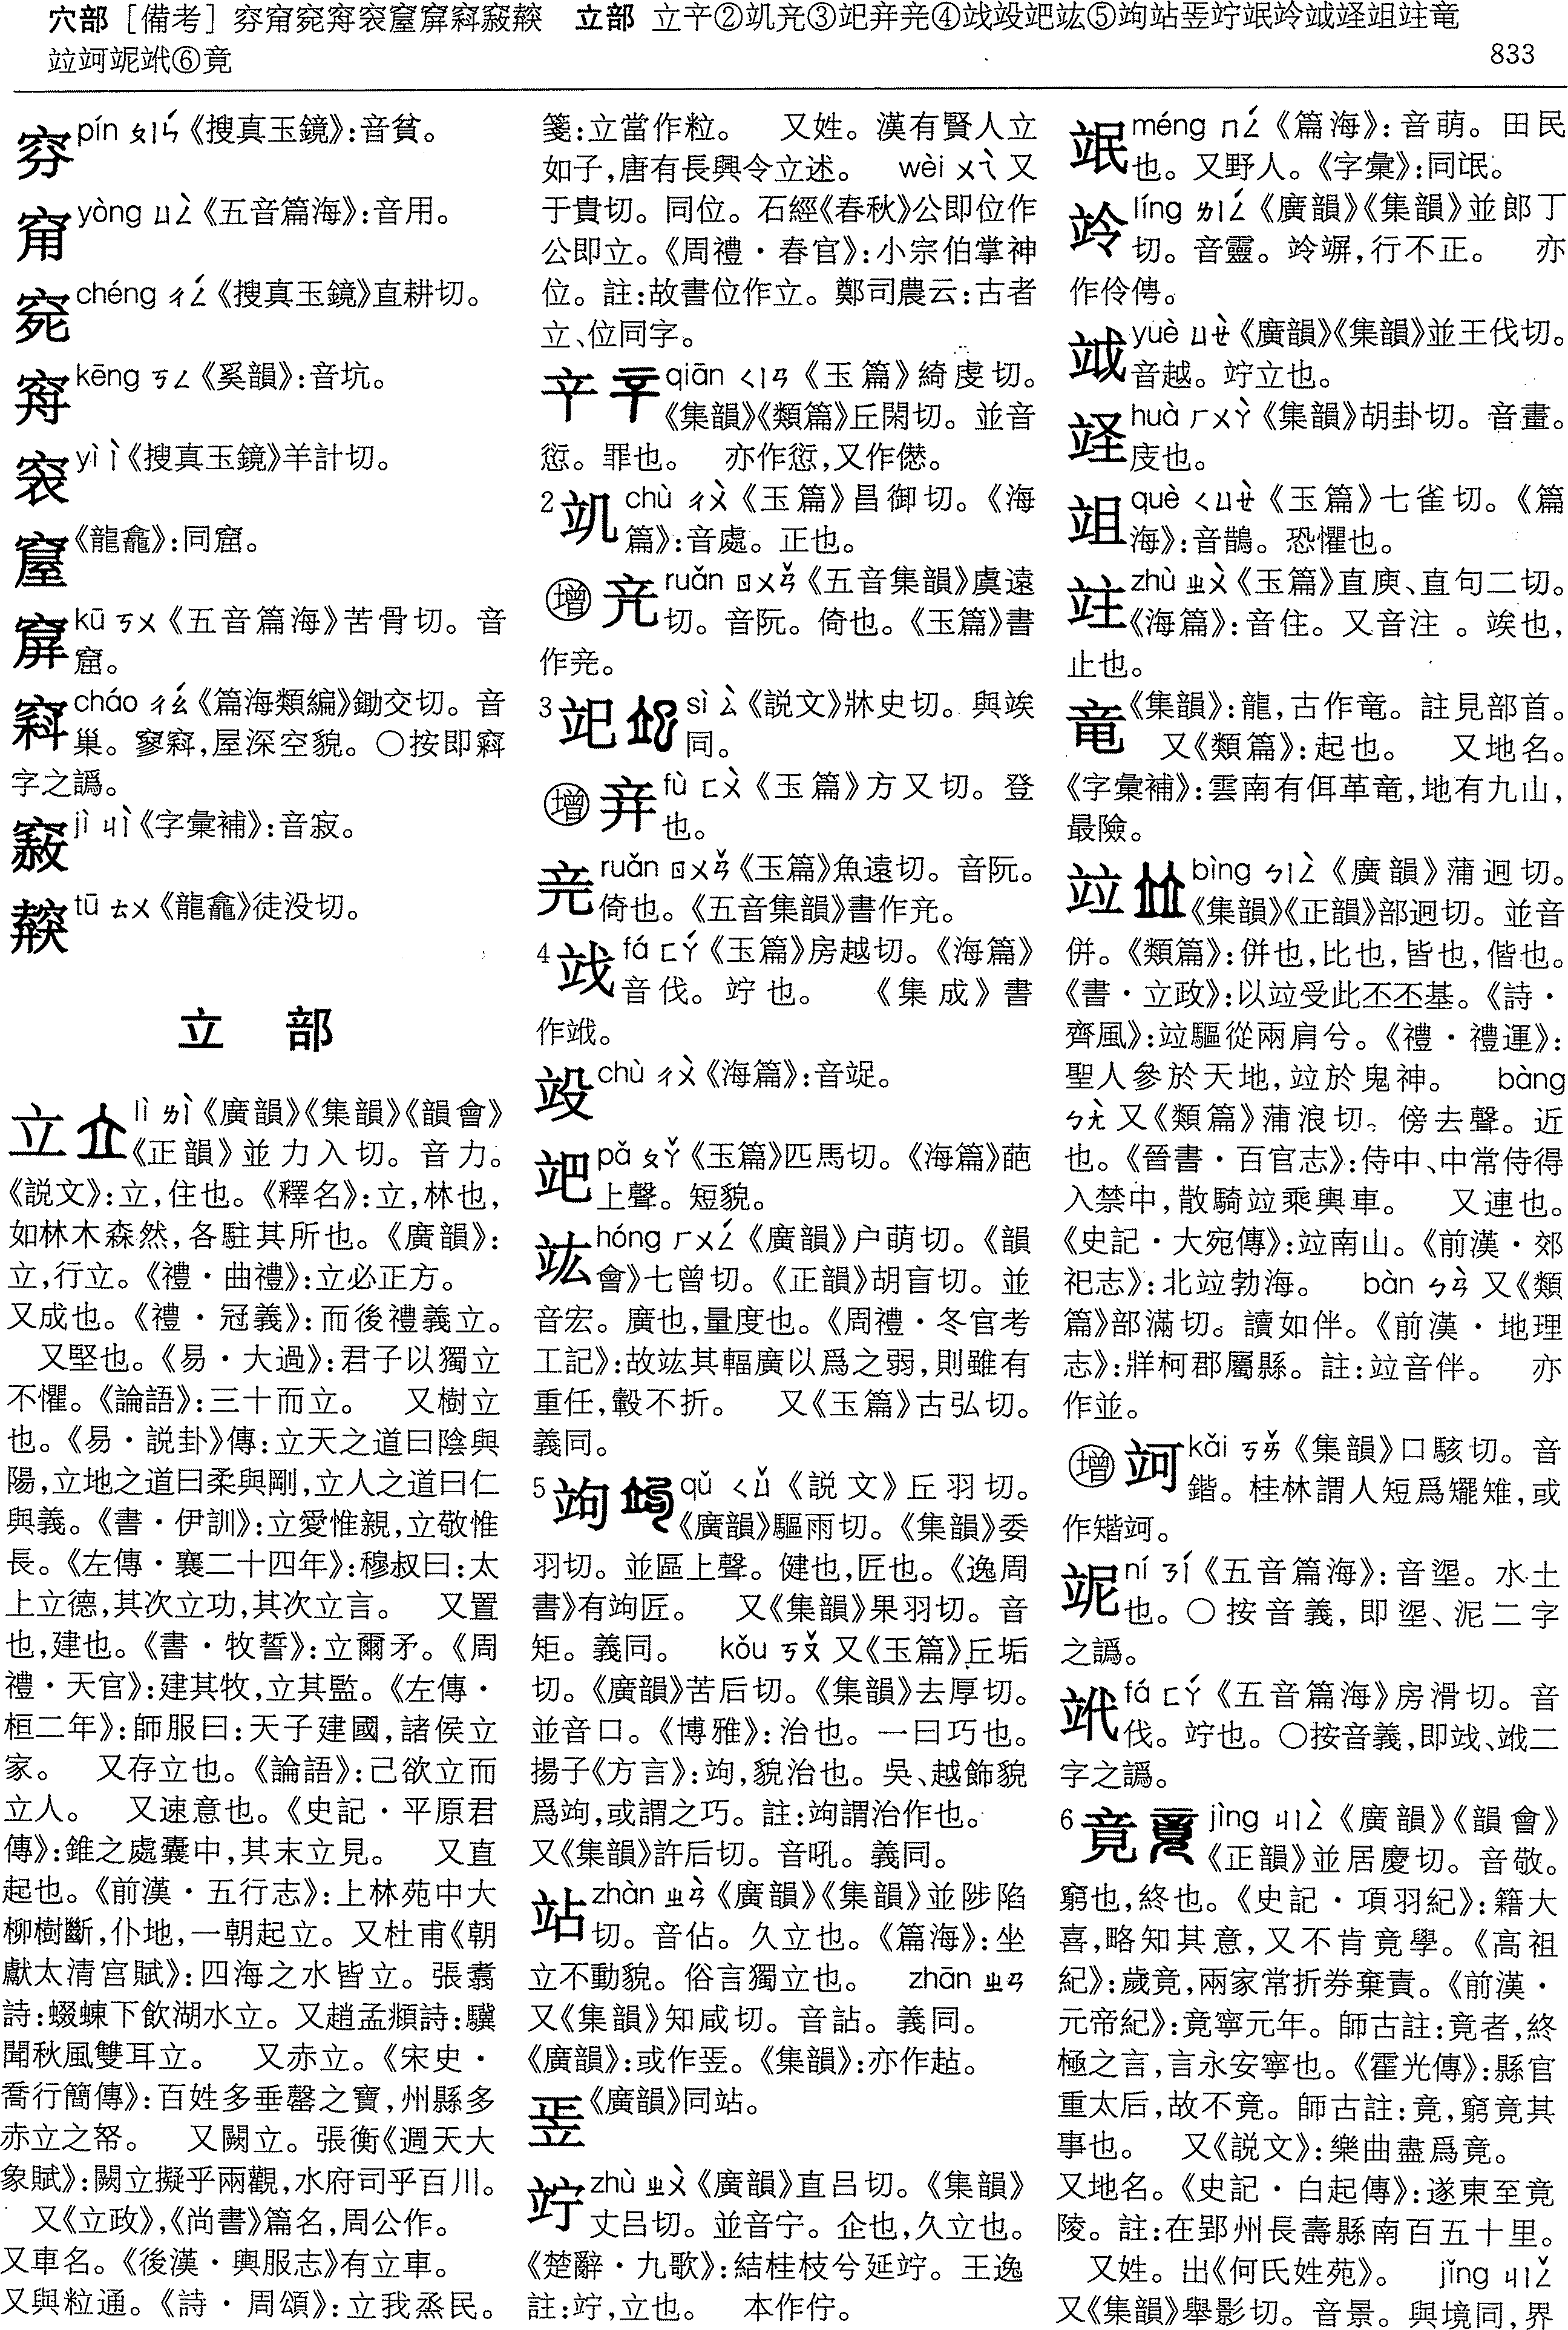 穴部［備考］穷𥥝𥥩𥥴袬窟屏𥦎𥨍𥩓 立部 立䇂②竌竍③竐竎竏④𥩟𥩣𥩦竑⑤竘站𥩠竚竛竝
③ 833
pín ㄆㄧㄣˊ《搜真玉鏡》：音貧。
yòng ㄩㄥˋ《五音篇海》：音用。
chéng ㄔㄥˊ《搜真玉鏡》直耕切。
kēng ㄎㄥ《奚韻》：音坑。
yì ㄧˋ《搜真玉鏡》羊計切。
《龍龕》：同窟。
kū ㄎㄨ《五音篇海》苦骨切。音
窟。
cháo ㄔㄠˊ《篇海類編》鋤交切。音
巢。窲，屋深空貌。〇按即
字之譌。
jì ㄐㄧˋ《字彙補》：音寂。
tū ㄊㄨ《龍龕》徒没切。
立 部
立 lì ㄌㄧˋ《廣韻》《集韻》《韻會》
《正韻》並力入切。音力。
《説文》：立，住也。《釋名》：立，林也，
如林木森然，各駐其所也。《廣韻》：
立，行立。《禮·曲禮》：立必正方。
又成也。《禮·冠義》：而後禮義立。
又堅也。《易·大過》：君子以獨立
不懼。《論語》：三十而立。 又樹立
也。《易·説卦》傳：立天之道曰陰與
陽，立地之道曰柔與剛，立人之道曰仁
與義。《書·伊訓》：立愛惟親，立敬惟
長。《左傳·襄二十四年》：穆叔曰：太
上立德，其次立功，其次立言。 又置
也，建也。《書·牧誓》：立爾矛。《周
禮·天官》：建其牧，立其監。《左傳·
桓二年》：師服曰：天子建國，諸侯立
家。 又存立也。《論語》：己欲立而
立人。 又速意也。《史記·平原君
傳》：錐之處囊中，其末立見。 又直
起也。《前漢·五行志》：上林苑中大
柳樹斷，仆地，一朝起立。又杜甫《朝
獻太清宫賦》：四海之水皆立。張翥
詩：蝃蝀下飲湖水立。又趙孟頫詩：驥
聞秋風雙耳立。 又赤立。《宋史·
喬行簡傳》：百姓多垂罄之寶，州縣多
赤立之帑。 又闕立。張衡《週天大
象賦》：闕立擬乎兩觀，水府司乎百川。
又《立政》，《尚書》篇名，周公作。
又車名。《後漢·輿服志》有立車。
又與粒通。《詩·周頌》：立我烝民。
箋：立當作粒。 又姓。漢有賢人立
如子，唐有長興令立述。 wèi ㄨㄟˋ又
于貴切。同位。石經《春秋》公即位作
公即立。《周禮·春官》：小宗伯掌神
位。註：故書位作立。鄭司農云：古者
立、位同字。
䇂 qiān ㄑㄧㄢ《玉篇》綺虔切。
《集韻》《類篇》丘閑切。並音
愆。罪也。 亦作愆，又作僁。
2 chù ㄔㄨˋ《玉篇》昌御切。《海
篇》：音處。正也。
增 ruǎn ㄖㄨㄢˇ《五音集韻》虞遠
切。音阮。倚也。《玉篇》書
作。
3 竐 sì ㄙˋ《説文》牀史切。與竢
同。
增 fù ㄈㄨˋ《玉篇》方又切。登
也。
ruǎn ㄖㄨㄢˇ《玉篇》魚遠切。音阮。
倚也。《五音集韻》書作。
4 fá ㄈㄚˊ《玉篇》房越切。《海篇》
音伐。竚也。 《集成》書
作。
chù ㄔㄨˋ《海篇》：音竌。
pǎ ㄆㄚˇ《玉篇》匹馬切。《海篇》葩
上聲。短貌。
竑 hóng ㄏㄨㄥˊ《廣韻》户萌切。《韻
會》七曾切。《正韻》胡盲切。並
音宏。廣也，量度也。《周禮·冬官考
工記》：故竑其輻廣以爲之弱，則雖有
重任，轂不折。 又《玉篇》古弘切。
義同。
5 竘 qǔ ㄑㄩˇ《説文》丘羽切。
《廣韻》驅雨切。《集韻》委
羽切。並區上聲。健也，匠也。《逸周
書》有竘匠。 又《集韻》果羽切。音
矩。義同。 kǒu ㄎㄡˇ又《玉篇》丘垢
切。《廣韻》苦后切。《集韻》去厚切。
並音口。《博雅》：治也。一曰巧也。
揚子《方言》：竘，貌治也。吳、越飾貌
爲竘，或謂之巧。註：竘謂治作也。
又《集韻》許后切。音吼。義同。
站 zhàn ㄓㄢˋ《廣韻》《集韻》並陟陷
切。音佔。久立也。《篇海》：坐
立不動貌。俗言獨立也。 zhān ㄓㄢ
又《集韻》知咸切。音詀。義同。
《廣韻》：或作。《集韻》：亦作𧺼。
《廣韻》同站。
竚 zhù ㄓㄨˋ《廣韻》直吕切。《集韻》
丈吕切。並音宁。企也，久立也。
《楚辭·九歌》：結桂枝兮延竚。王逸
註：竚，立也。 本作佇。
méng ㄇㄥˊ《篇海》：音萌。田民
也。又野人。《字彙》：同氓。
竛 líng ㄌㄧㄥˊ《廣韻》《集韻》並郎丁
切。音靈。竛竮，行不正。 亦
作伶俜。
yuè ㄩㄝˋ《廣韻》《集韻》並王伐切。
音越。竚立也。
huà ㄏㄨㄚˋ《集韻》胡卦切。音畫。
庋也。
què ㄑㄩㄝˋ《玉篇》七雀切。《篇
海》：音鵲。恐懼也。
zhù ㄓㄨˋ《玉篇》直庾、直句二切。
《海篇》：音住。又音注 。竢也，
止也。
竜《集韻》：龍，古作竜。註見部首。
又《類篇》：起也。 又地名。
《字彙補》：雲南有佴革竜，地有九山，
最險。
竝 bìng ㄅㄧㄥˋ《廣韻》蒲迥切。
《集韻》《正韻》部迥切。並音
併。《類篇》：併也，比也，皆也，偕也。
《書·立政》：以竝受此丕丕基。《詩·
齊風》：竝驅從兩肩兮。《禮·禮運》：
聖人參於天地，竝於鬼神。 bàng
ㄅㄤˋ又《類篇》蒲浪切。傍去聲。近
也。《晉書·百官志》：侍中、中常侍得
入禁中，散騎竝乘輿車。 又連也。
《史記·大宛傳》：竝南山。《前漢·郊
祀志》：北竝勃海。 bàn ㄅㄢˋ又《類
篇》部滿切。讀如伴。《前漢·地理
志》：牂柯郡屬縣。註：竝音伴。 亦
作並。
增 kǎi ㄎㄞˇ《集韻》口駭切。音
鍇。桂林謂人短爲䎱矲，或
作。
ní ㄋㄧˊ《五音篇海》：音埿。水土
也。〇按音義，即埿、泥二字
之譌。
fá ㄈㄚˊ《五音篇海》房滑切。音
伐。竚也。〇按音義，即二
字之譌。
6 竟 jìng ㄐㄧㄥˋ《廣韻》《韻會》
《正韻》並居慶切。音敬。
窮也，終也。《史記·項羽紀》：籍大
喜，略知其意，又不肯竟學。《高祖
紀》：歲竟，兩家常折券棄責。《前漢·
元帝紀》：竟寧元年。師古註：竟者，終
極之言，言永安寧也。《霍光傳》：縣官
重太后，故不竟。師古註：竟，窮竟其
事也。 又《説文》：樂曲盡爲竟。
又地名。《史記·白起傳》：遂東至竟
陵。註：在郢州長壽縣南百五十里。
又姓。出《何氏姓苑》。 jǐng ㄐㄧㄥˇ
又《集韻》舉影切。音景。與境同，界